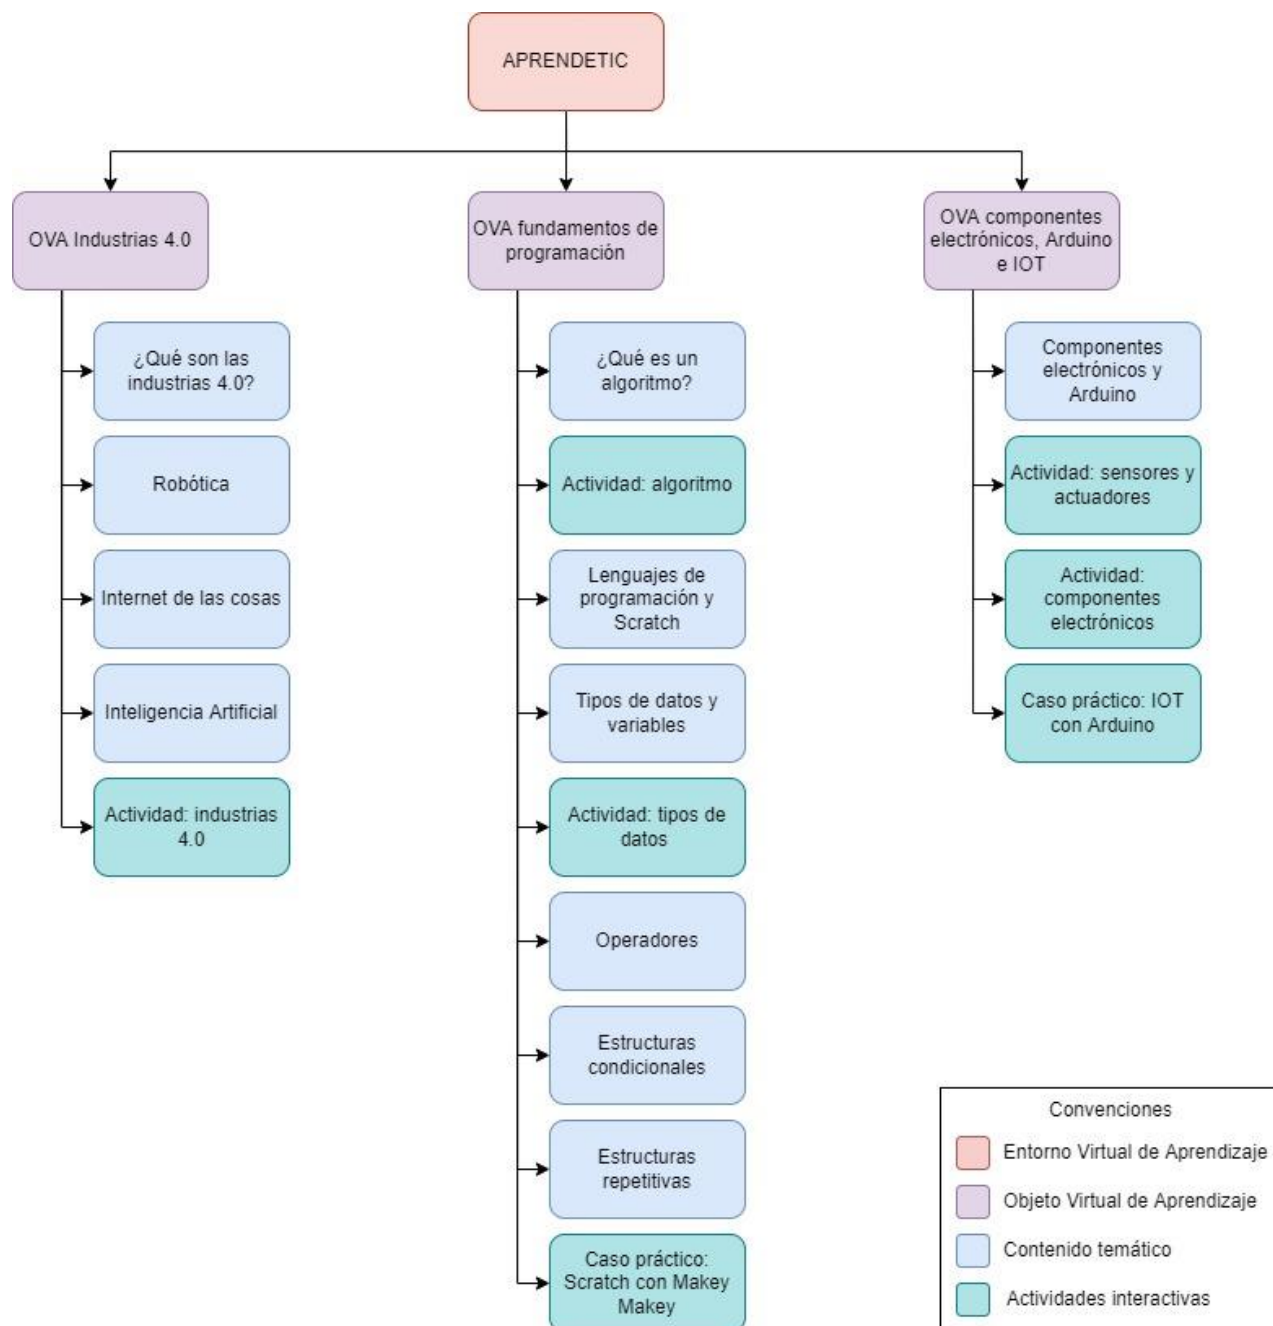 APRENDETIC
OVA Industrias 4.0
¿Qué son las
industrias 4.0?
Robótica
Internet de las cosas
Inteligencia Artificial
Actividad: industrias
4.0
OVA fundamentos de
programación
¿Qué es un
algoritmo?
Actividad: algoritmo
Lenguajes de
programación y
Scratch
Tipos de datos y
variables
Actividad: tipos de
datos
Operadores
Estructuras
condicionales
Estructuras
repetitivas
Caso práctico:
Scratch con Makey
Makey
OVA componentes
electrónicos, Arduino
e IOT
Componentes
electrónicos y
Arduino
Actividad: sensores y
actuadores
Actividad:
componentes
electrónicos
Caso práctico: IOT
con Arduino
Convenciones
Entorno Virtual de Aprendizaje
Objeto Virtual de Aprendizaje
Contenido temático
Actividades interactivas